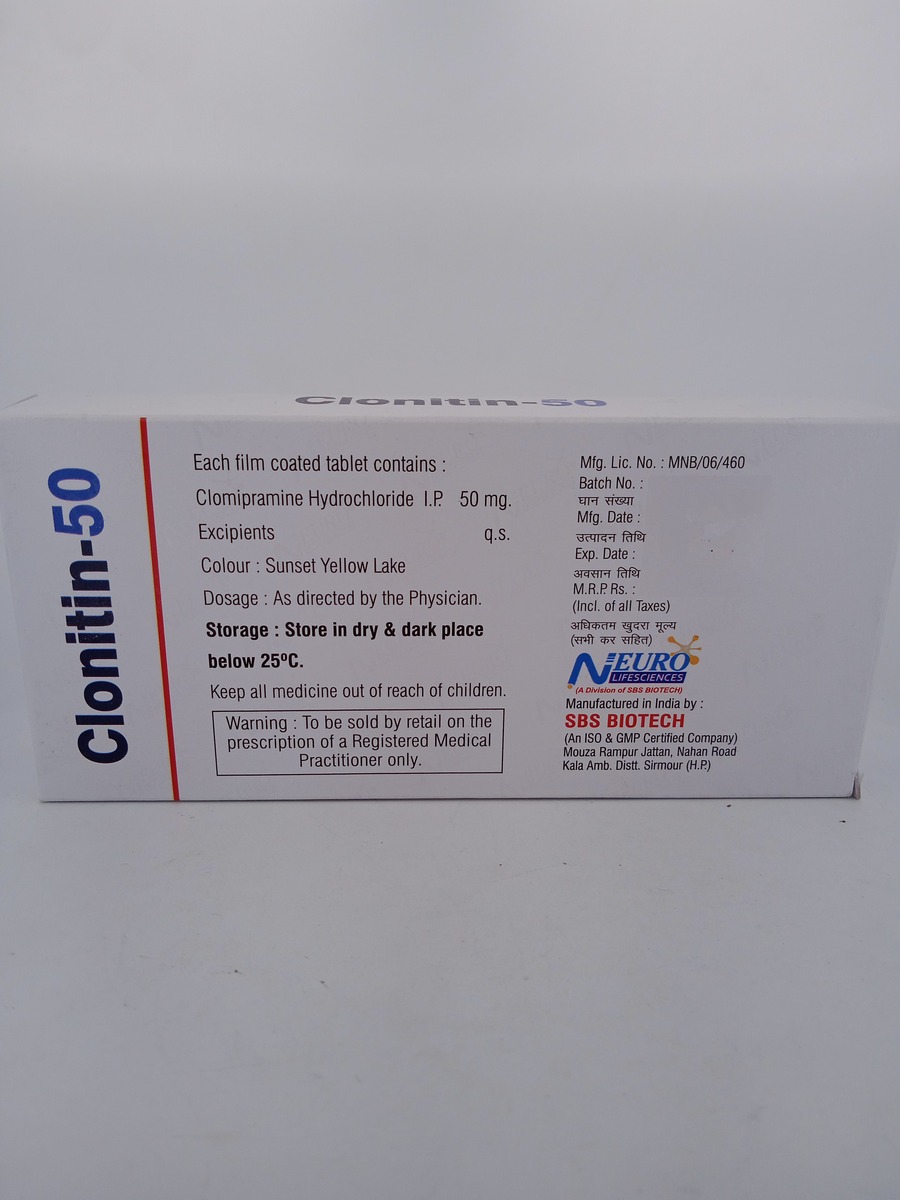 Clonitin-50
Clonitin-50
Each film coated tablet contains :
Clomipramine Hydrochloride I.P. 50 mg.
Excipients q.s.
Colour : Sunset Yellow Lake
Dosage : As directed by the Physician.
Storage : Store in dry & dark place
below 25ºC.
Keep all medicine out of reach of children.
Warning : To be sold by retail on the
prescription of a Registered Medical
Practitioner only.
Mfg. Lic. No. : MNB/06/460
Batch No. :
घान संख्या
Mfg. Date :
उत्पादन तिथि
Exp. Date :
अवसान तिथि
M.R.P. Rs. :
(Incl. of all Taxes)
अधिकतम खुदरा मूल्य
(सभी कर सहित)
NEURO
LIFESCIENCES
(A Division of SBS BIOTECH)
Manufactured in India by :
SBS BIOTECH
(An ISO & GMP Certified Company)
Mouza Rampur Jattan, Nahan Road
Kala Amb. Distt. Sirmour (H.P.)